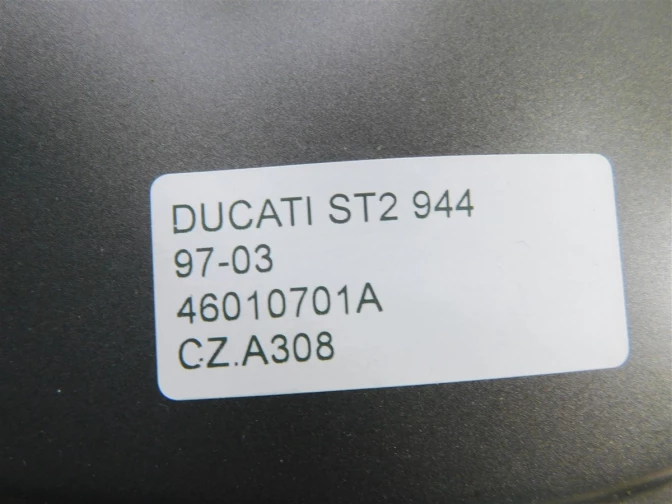 DUCATI ST2 944
97-03
46010701A
CZ.A308